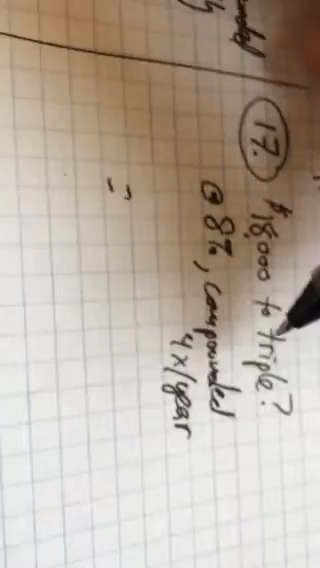 17. $18,000 to triple?
@ 8%, compounded
4x/year